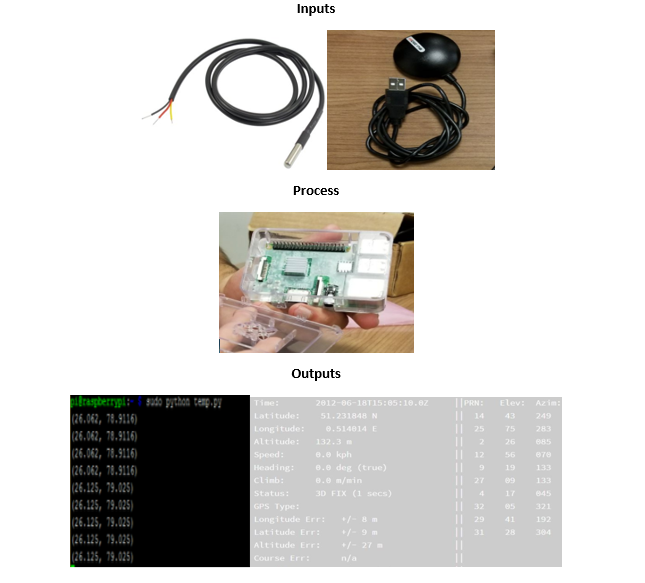 Inputs
Process
Outputs
pi@raspberrypi:~ $ sudo python temp.py
(26.062, 78.9116)
(26.062, 78.9116)
(26.062, 78.9116)
(26.062, 78.9116)
(26.125, 79.025)
(26.125, 79.025)
(26.125, 79.025)
(26.125, 79.025)
(26.125, 79.025)
Time: 2012-06-18T15:05:10.0Z ||PRN: Elev: Azim:
Latitude: 51.231848 N || 14 43 249
Longitude: 0.514014 E || 25 75 283
Altitude: 132.3 m || 2 26 085
Speed: 0.0 kph || 12 56 070
Heading: 0.0 deg (true) || 9 19 133
Climb: 0.0 m/min || 27 09 133
Status: 3D FIX (1 secs) || 4 17 045
GPS Type: || 32 05 321
Longitude Err: +/- 8 m || 29 41 192
Latitude Err: +/- 9 m || 31 28 304
Altitude Err: +/- 27 m ||
Course Err: n/a ||